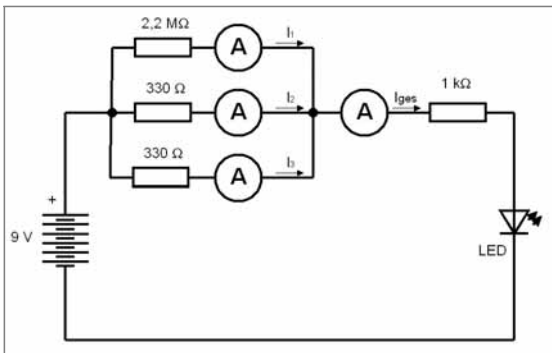 2,2 MΩ
A
I₁
330 Ω
A
I₂
A
Iges
1 kΩ
330 Ω
A
I₃
+
9 V
LED